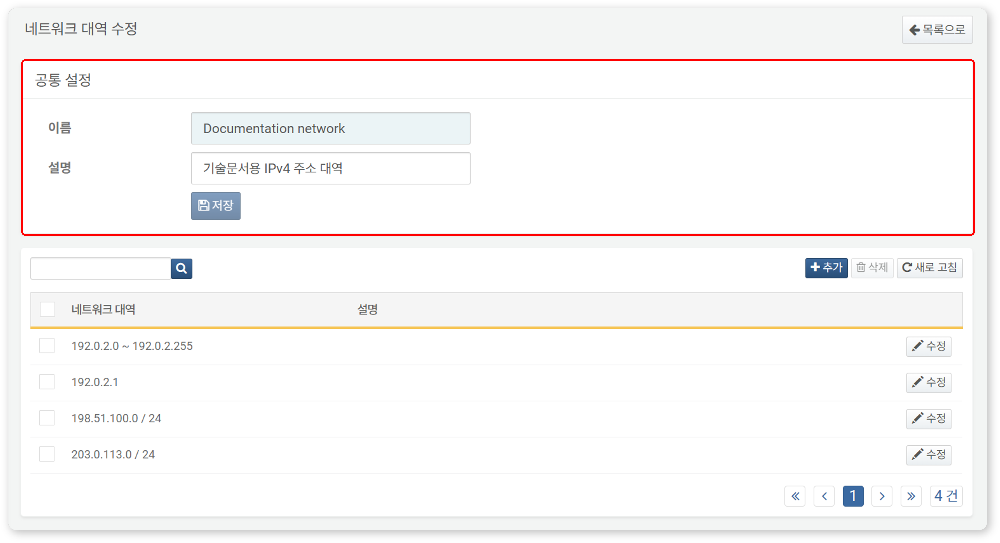 네트워크 대역 수정
목록으로
공통 설정
이름
Documentation network
설명
기술문서용 IPv4 주소 대역
저장
추가 삭제 새로 고침
네트워크 대역 설명
192.0.2.0 ~ 192.0.2.255 수정
192.0.2.1 수정
198.51.100.0 / 24 수정
203.0.113.0 / 24 수정
« ‹ 1 › » 4 건